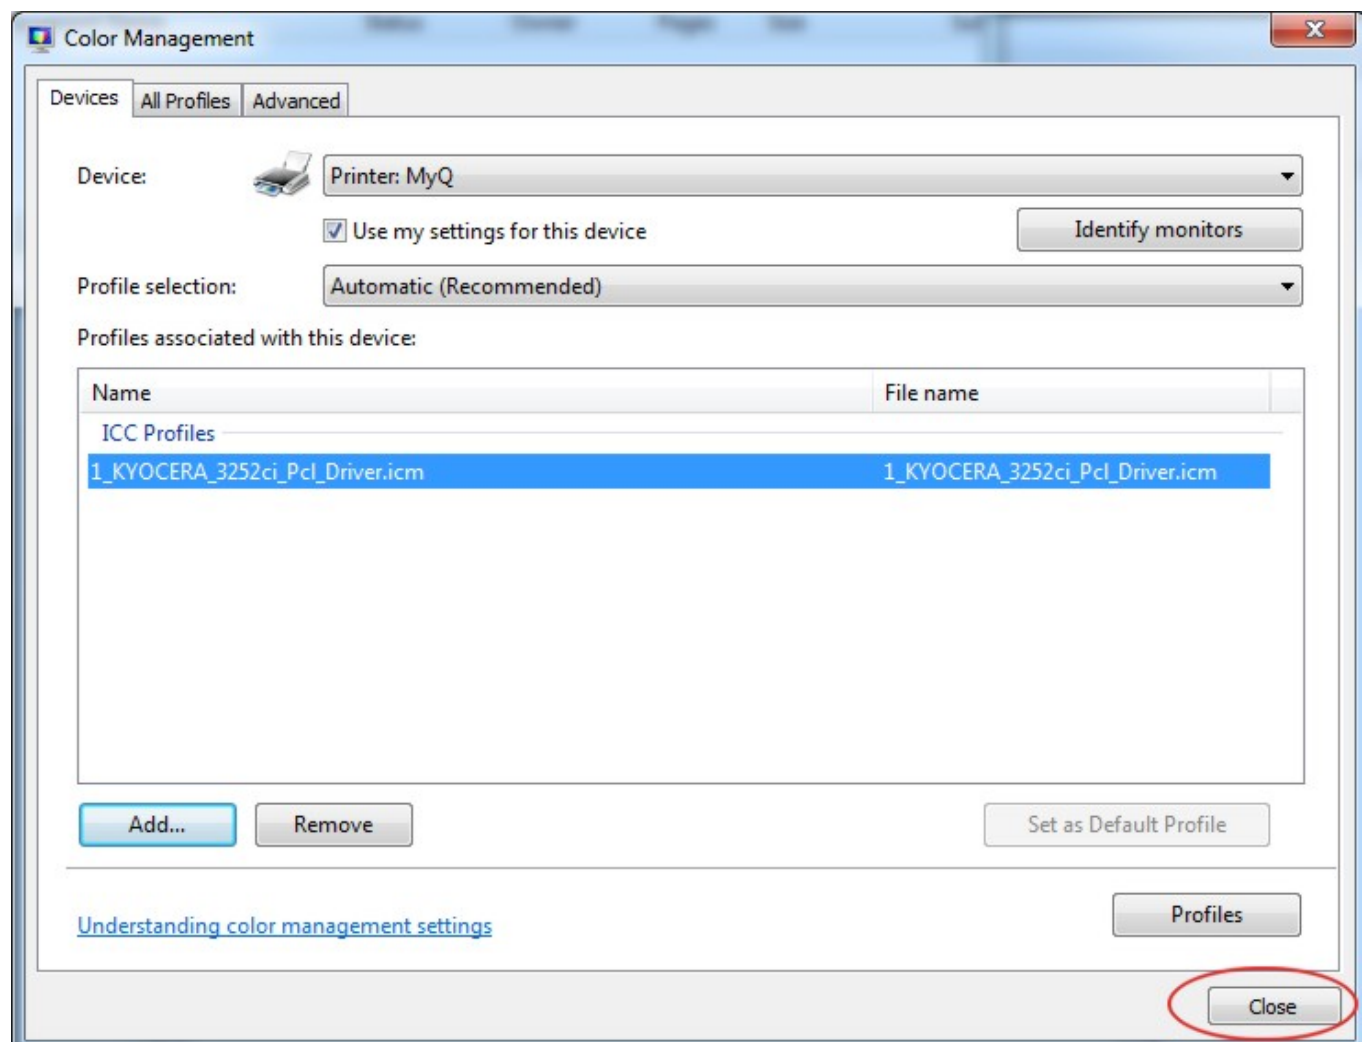 Color Management
Devices All Profiles Advanced
Device: Printer: MyQ
Use my settings for this device Identify monitors
Profile selection: Automatic (Recommended)
Profiles associated with this device:
Name File name
ICC Profiles
1_KYOCERA_3252ci_Pcl_Driver.icm 1_KYOCERA_3252ci_Pcl_Driver.icm
Add... Remove Set as Default Profile
Understanding color management settings Profiles
Close